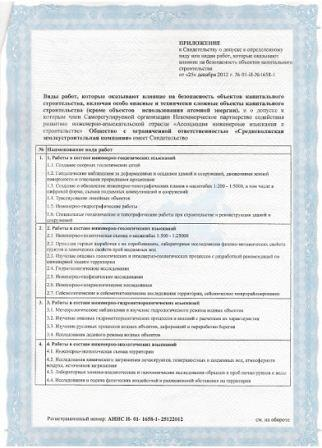 ПРИЛОЖЕНИЕ
к Свидетельству о допуске к определенному
виду или видам работ, которые оказывают
влияние на безопасность объектов капитального
строительства
от «25» декабря 2012 г. № 01-И-№1658-1
Виды работ, которые оказывают влияние на безопасность объектов капитального
строительства, включая особо опасные и технически сложные объекты капитального
строительства (кроме объектов использования атомной энергии), и о допуске к
которым член Саморегулируемой организации Некоммерческое партнерство содействия
развитию инженерно-изыскательской отрасли «Ассоциация инженерные изыскания в
строительстве» Общество с ограниченной ответственностью «Средневолжская
землеустроительная компания» имеет Свидетельство
№ Наименование вида работ
1. 1. Работы в составе инженерно-геодезических изысканий
1.1. Создание опорных геодезических сетей
1.2. Геодезические наблюдения за деформациями и осадками зданий и сооружений, движениями земной
поверхности и опасными природными процессами
1.3. Создание и обновление инженерно-топографических планов в масштабах 1:200 - 1:5000, в том числе в
цифровой форме, съемка подземных коммуникаций и сооружений
1.4. Трассирование линейных объектов
1.5. Инженерно-гидрографические работы
1.6. Специальные геодезические и топографические работы при строительстве и реконструкции зданий и
сооружений
2. 2. Работы в составе инженерно-геологических изысканий
2.1. Инженерно-геологическая съемка в масштабах 1:500 - 1:25000
2.2. Проходка горных выработок с их опробованием, лабораторные исследования физико-механических свойств
грунтов и химических свойств проб подземных вод
2.3. Изучение опасных геологических и инженерно-геологических процессов с разработкой рекомендаций по
инженерной защите территории
2.4. Гидрогеологические исследования
2.5. Инженерно-геофизические исследования
2.6. Инженерно-геокриологические исследования
2.7. Сейсмологические и сейсмотектонические исследования территории, сейсмическое микрорайонирование
3. 3. Работы в составе инженерно-гидрометеорологических изысканий
3.1. Метеорологические наблюдения и изучение гидрологического режима водных объектов
3.2. Изучение опасных гидрометеорологических процессов и явлений с расчетами их характеристик
3.3. Изучение русловых процессов водных объектов, деформаций и переработки берегов
3.4. Исследования ледового режима водных объектов
4. 4. Работы в составе инженерно-экологических изысканий
4.1. Инженерно-экологическая съемка территории
4.2. Исследования химического загрязнения почвогрунтов, поверхностных и подземных вод, атмосферного
воздуха, источников загрязнения
4.3. Лабораторные химико-аналитические и газохимические исследования образцов и проб почвогрунтов и воды
4.4. Исследования и оценка физических воздействий и радиационной обстановки на территории
Регистрационный номер: АИИС И- 01- 1658-1- 25122012
см. на обороте